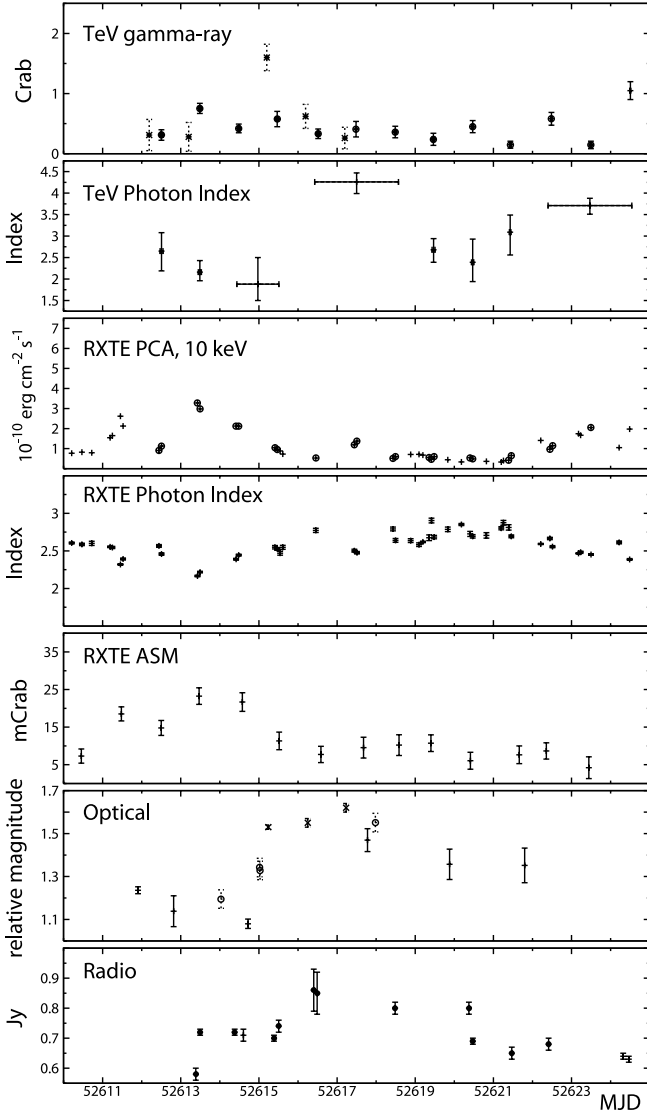 TeV gamma-ray
Crab
2
1
0
TeV Photon Index
Index
4.5
4
3.5
3
2.5
2
1.5
RXTE PCA, 10 keV
10⁻¹⁰ erg cm⁻² s⁻¹
7
6
5
4
3
2
1
RXTE Photon Index
Index
3
2.5
2
RXTE ASM
mCrab
35
25
15
5
Optical
relative magnitude
1.7
1.5
1.3
1.1
Radio
Jy
0.9
0.8
0.7
0.6
52611 52613 52615 52617 52619 52621 52623 MJD